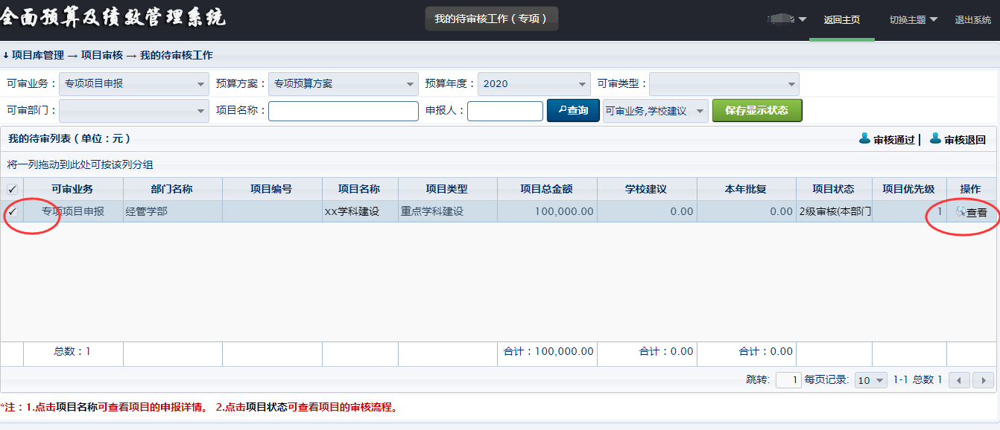 全面预算及绩效管理系统
我的待审核工作（专项）
返回主页 切换主题 退出系统
项目库管理 → 项目审核 → 我的待审核工作
可审业务： 专项项目申报 预算方案： 专项预算方案 预算年度： 2020 可审类型：
可审部门： 项目名称： 申报人： 查询 可审业务,学校建议 保存显示状态
我的待审列表（单位：元） 审核通过 | 审核退回
将一列拖动到此处可按该列分组
可审业务 部门名称 项目编号 项目名称 项目类型 项目总金额 学校建议 本年批复 项目状态 项目优先级 操作
专项项目申报 经管学部 xx学科建设 重点学科建设 100,000.00 0.00 0.00 2级审核(本部门 1 查看
总数：1 合计：100,000.00 合计：0.00 合计：0.00
跳转: 1 每页记录: 10 1-1 总数 1
*注：1.点击项目名称可查看项目的申报详情。 2.点击项目状态可查看项目的审核流程。